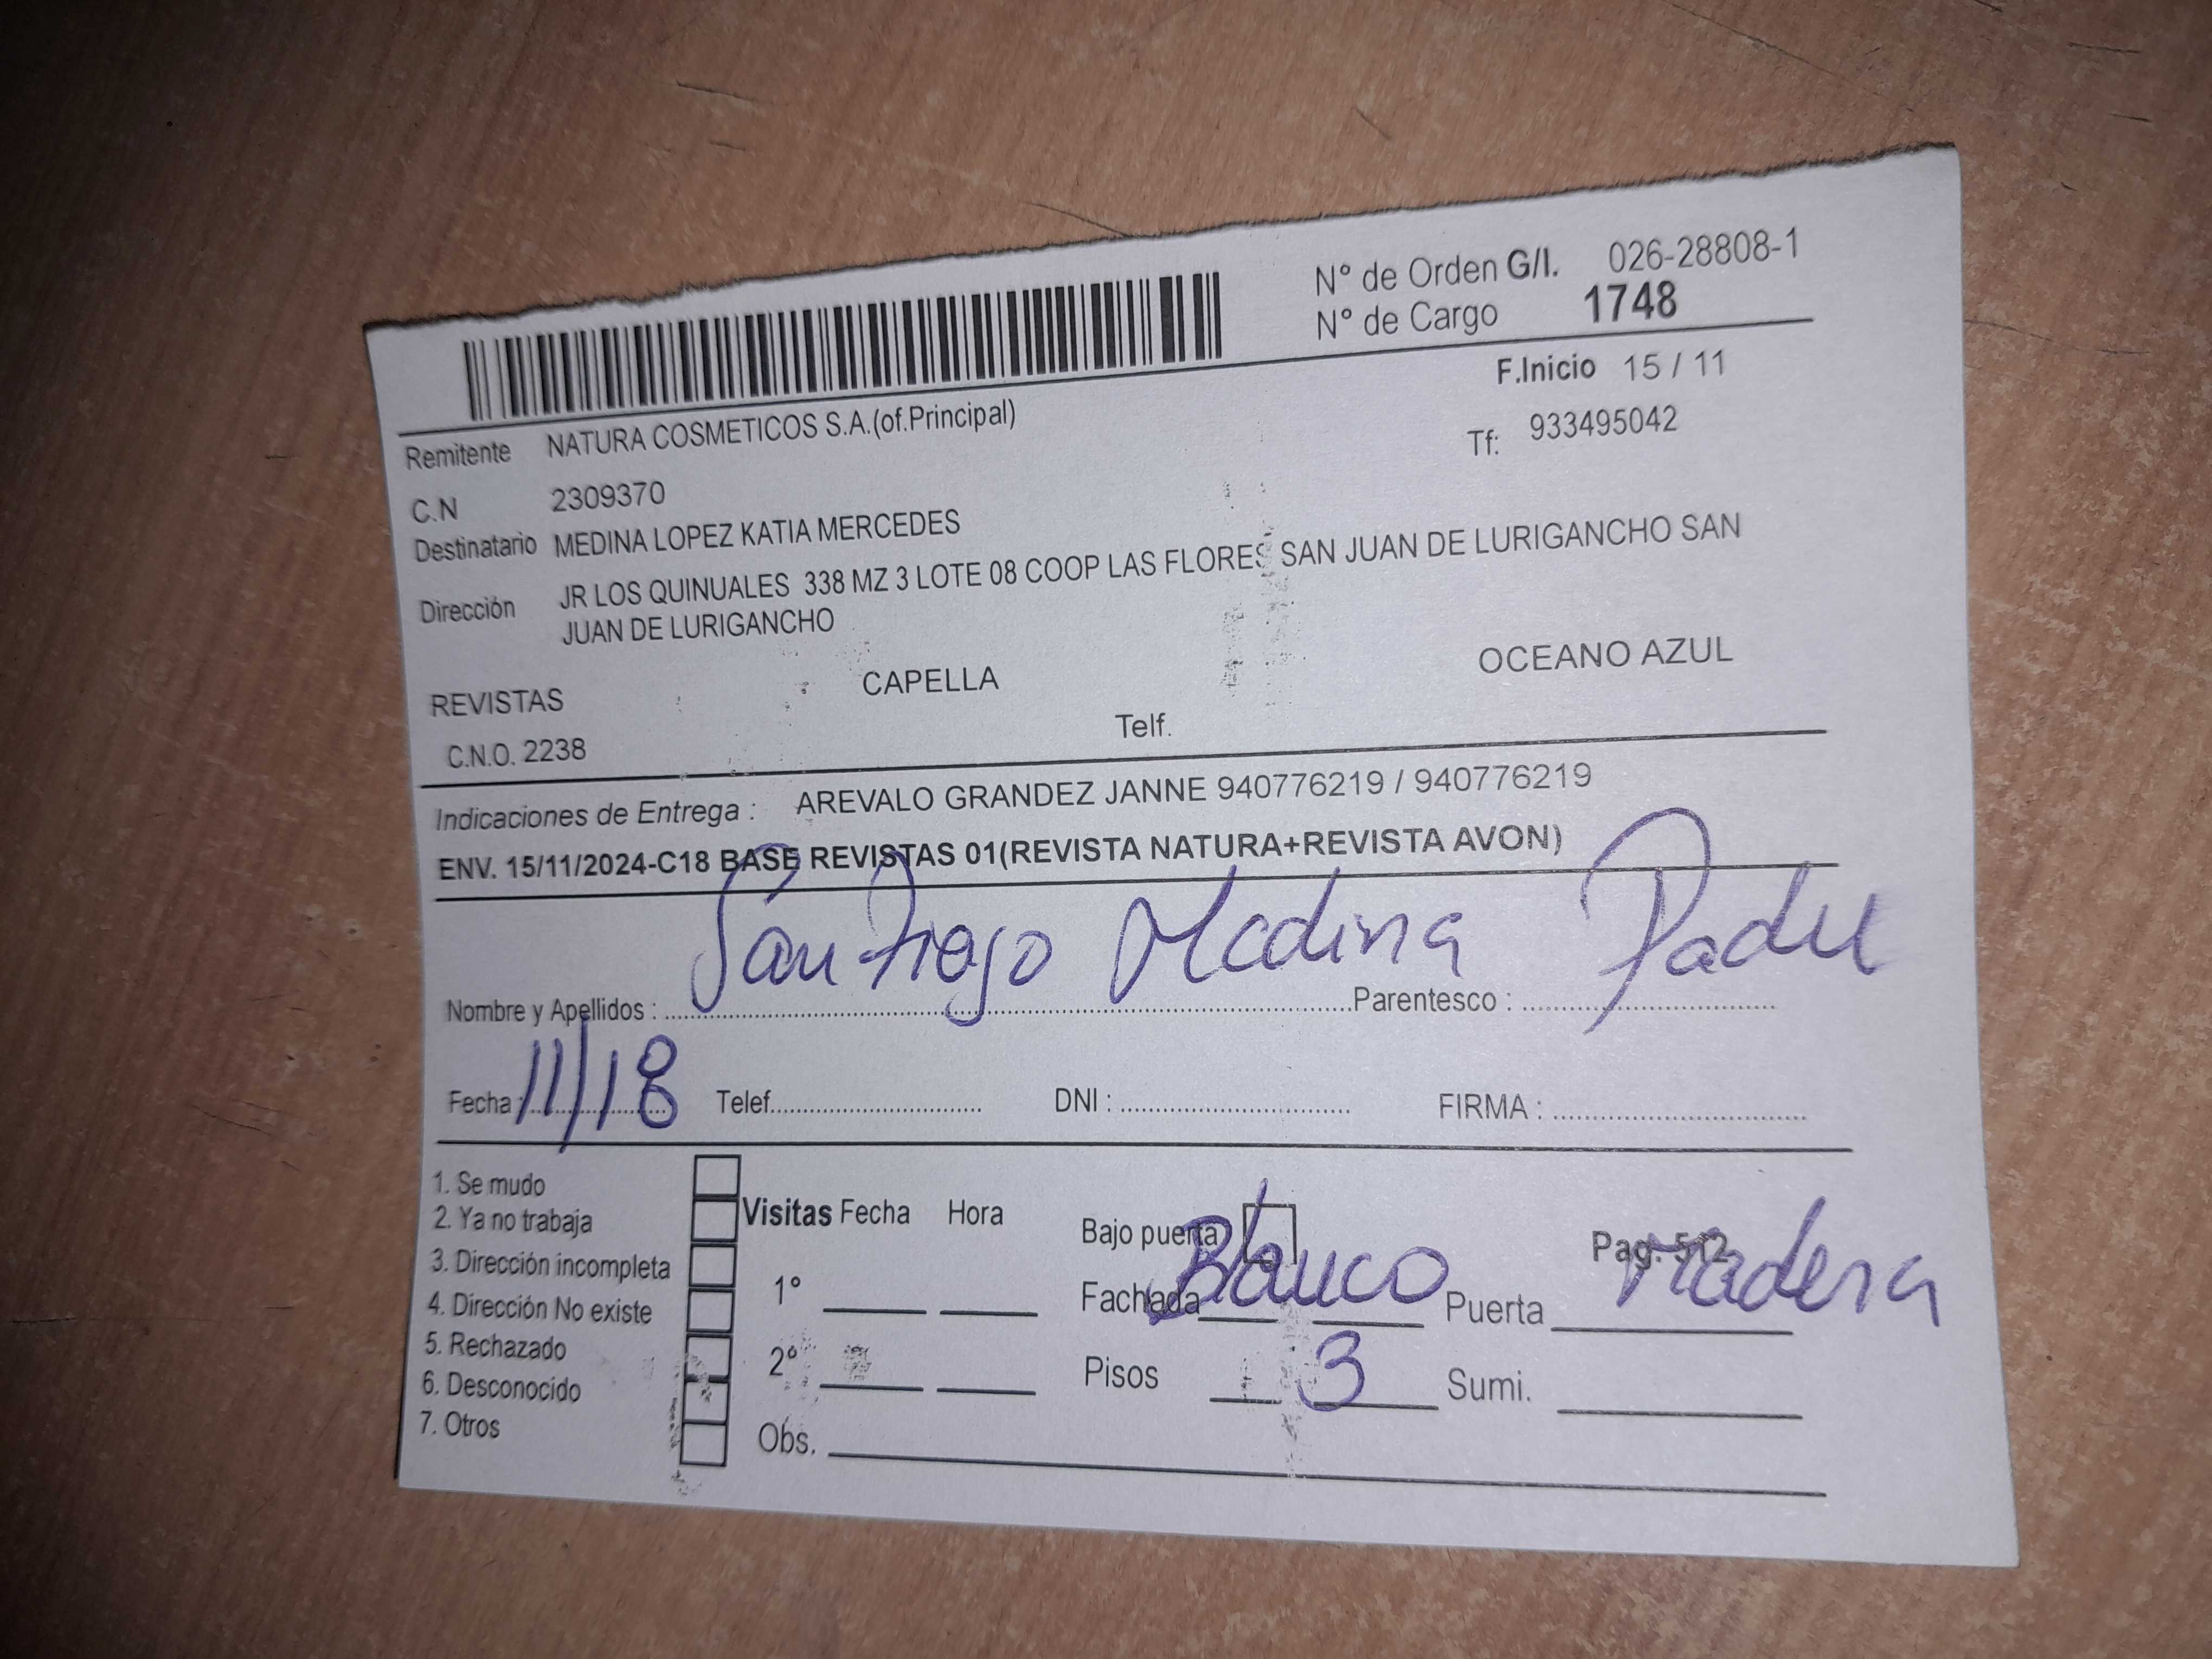 N° de Orden G/I. 026-28808-1
N° de Cargo 1748
F.Inicio 15 / 11
Remitente NATURA COSMETICOS S.A.(of.Principal)
Tf: 933495042
C.N 2309370
Destinatario MEDINA LOPEZ KATIA MERCEDES
Dirección JR LOS QUINUALES 338 MZ 3 LOTE 08 COOP LAS FLORES SAN JUAN DE LURIGANCHO SAN
JUAN DE LURIGANCHO
REVISTAS CAPELLA OCEANO AZUL
C.N.O. 2238 Telf.
Indicaciones de Entrega : AREVALO GRANDEZ JANNE 940776219 / 940776219
ENV. 15/11/2024-C18 BASE REVISTAS 01(REVISTA NATURA+REVISTA AVON)
Nombre y Apellidos : Santiago Medina Parentesco : Padre
Fecha : 11/18 Telef. DNI : FIRMA :
1. Se mudo
2. Ya no trabaja
3. Dirección incompleta
4. Dirección No existe
5. Rechazado
6. Desconocido
7. Otros
Visitas Fecha Hora
1°
2°
Obs.
Bajo puerta Pag. 512
Fachada Blanco Puerta Madera
Pisos 3 Sumi.